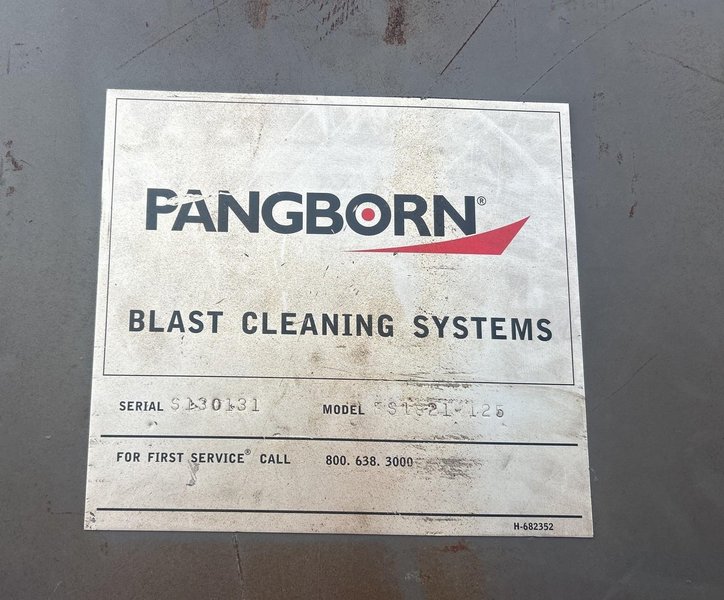 PANGBORN®
BLAST CLEANING SYSTEMS
SERIAL S130131 MODEL
FOR FIRST SERVICE® CALL 800. 638. 3000
H-682352